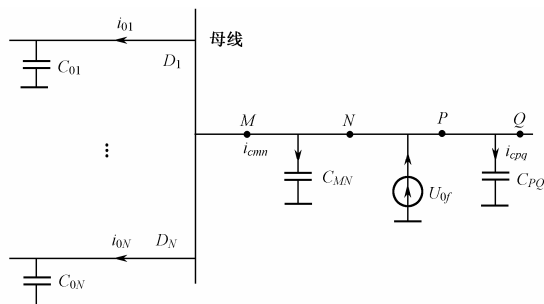 i01
母线
C01
D1
M
N
P
Q
icmn
icpq
CMN
U0f
CPQ
i0N
DN
C0N